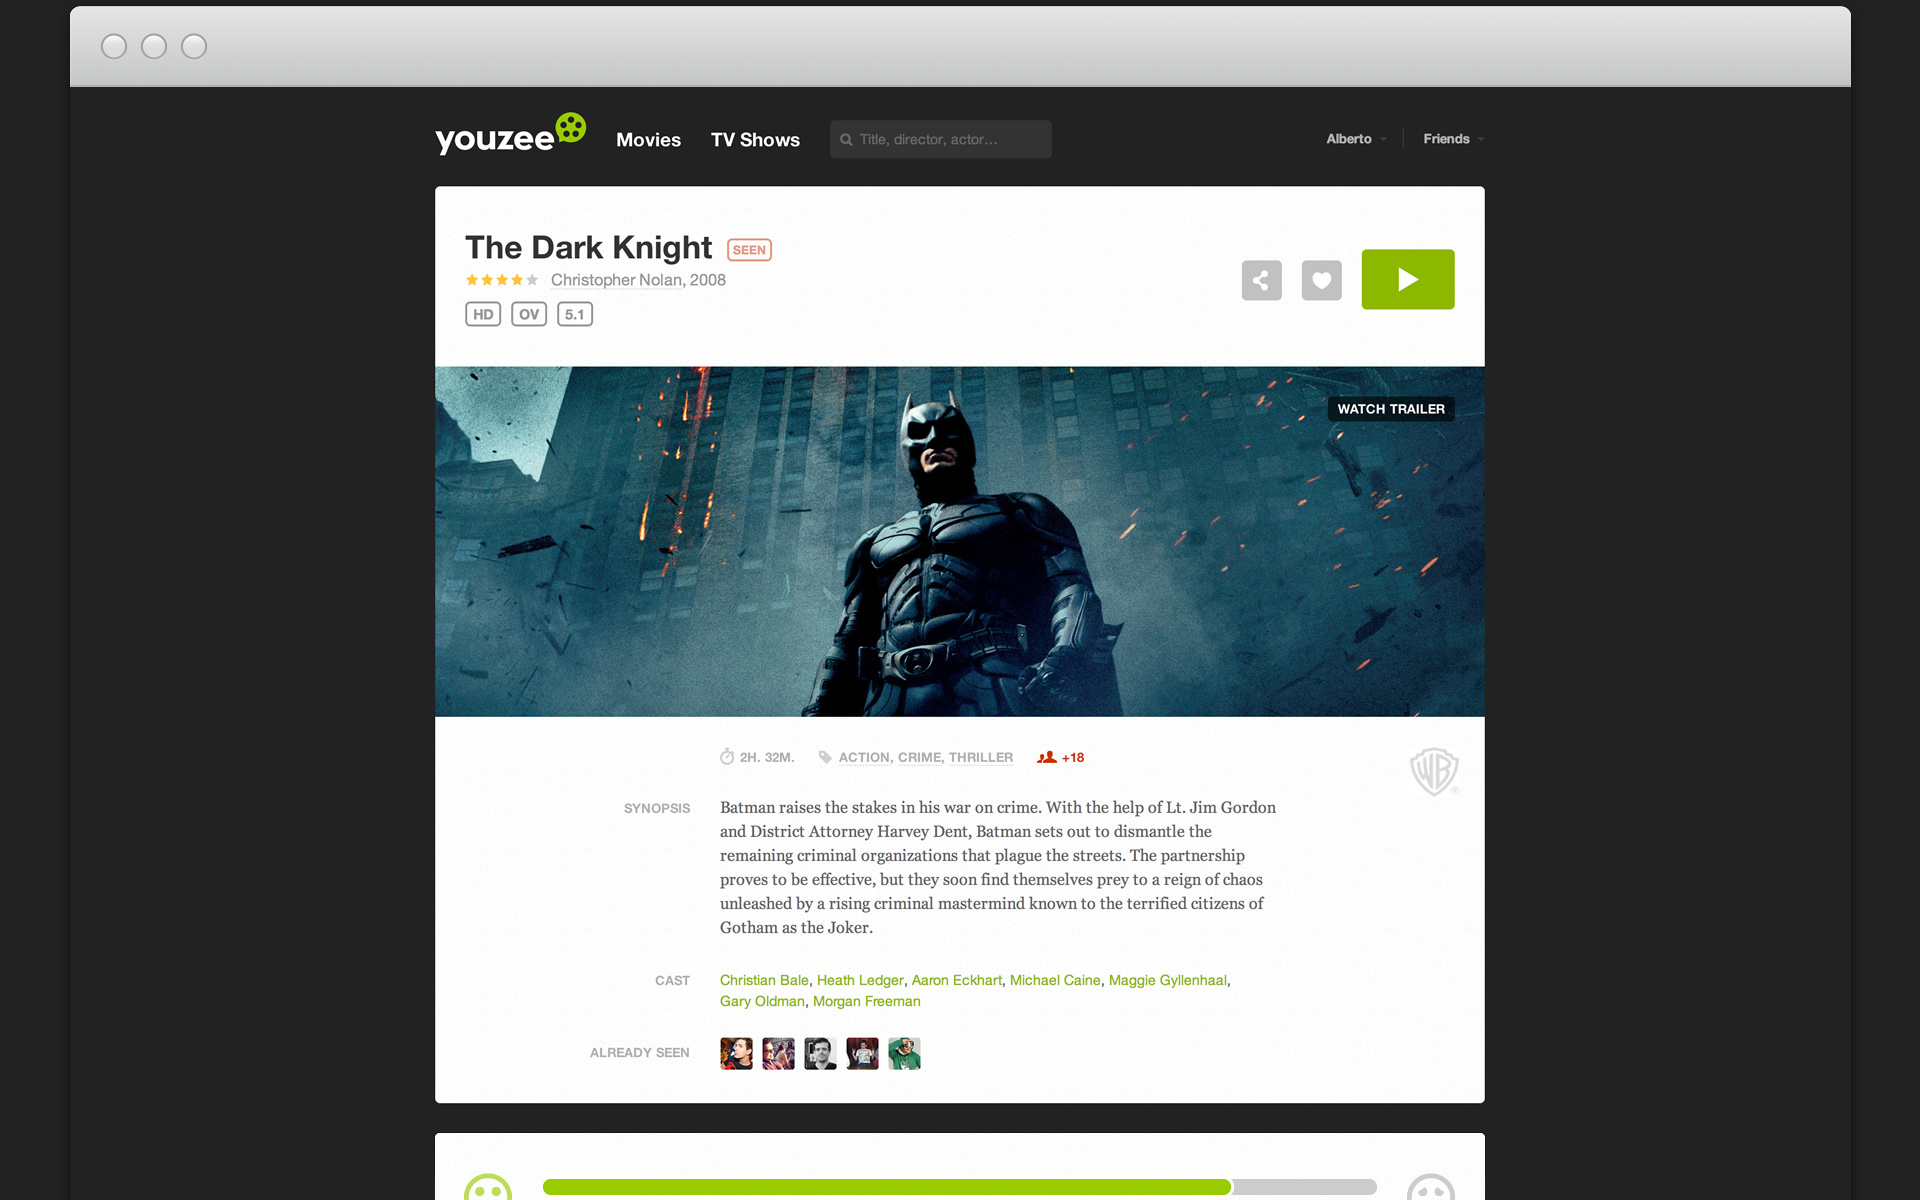 youzee
Movies TV Shows Title, director, actor... Alberto Friends
The Dark Knight SEEN
Christopher Nolan, 2008
HD OV 5.1
WATCH TRAILER
2H. 32M. ACTION, CRIME, THRILLER +18
WB ®
SYNOPSIS
Batman raises the stakes in his war on crime. With the help of Lt. Jim Gordon
and District Attorney Harvey Dent, Batman sets out to dismantle the
remaining criminal organizations that plague the streets. The partnership
proves to be effective, but they soon find themselves prey to a reign of chaos
unleashed by a rising criminal mastermind known to the terrified citizens of
Gotham as the Joker.
CAST
Christian Bale, Heath Ledger, Aaron Eckhart, Michael Caine, Maggie Gyllenhaal,
Gary Oldman, Morgan Freeman
ALREADY SEEN